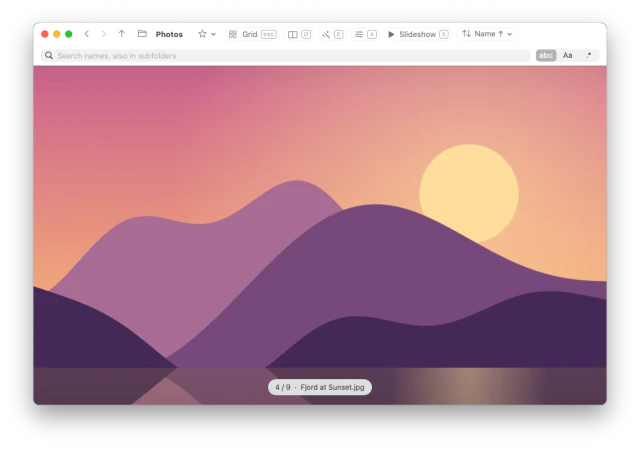 Photos
Grid esc
D
E
A
Slideshow S
Name ↑
Search names, also in subfolders
abc
Aa
.*
4 / 9 · Fjord at Sunset.jpg